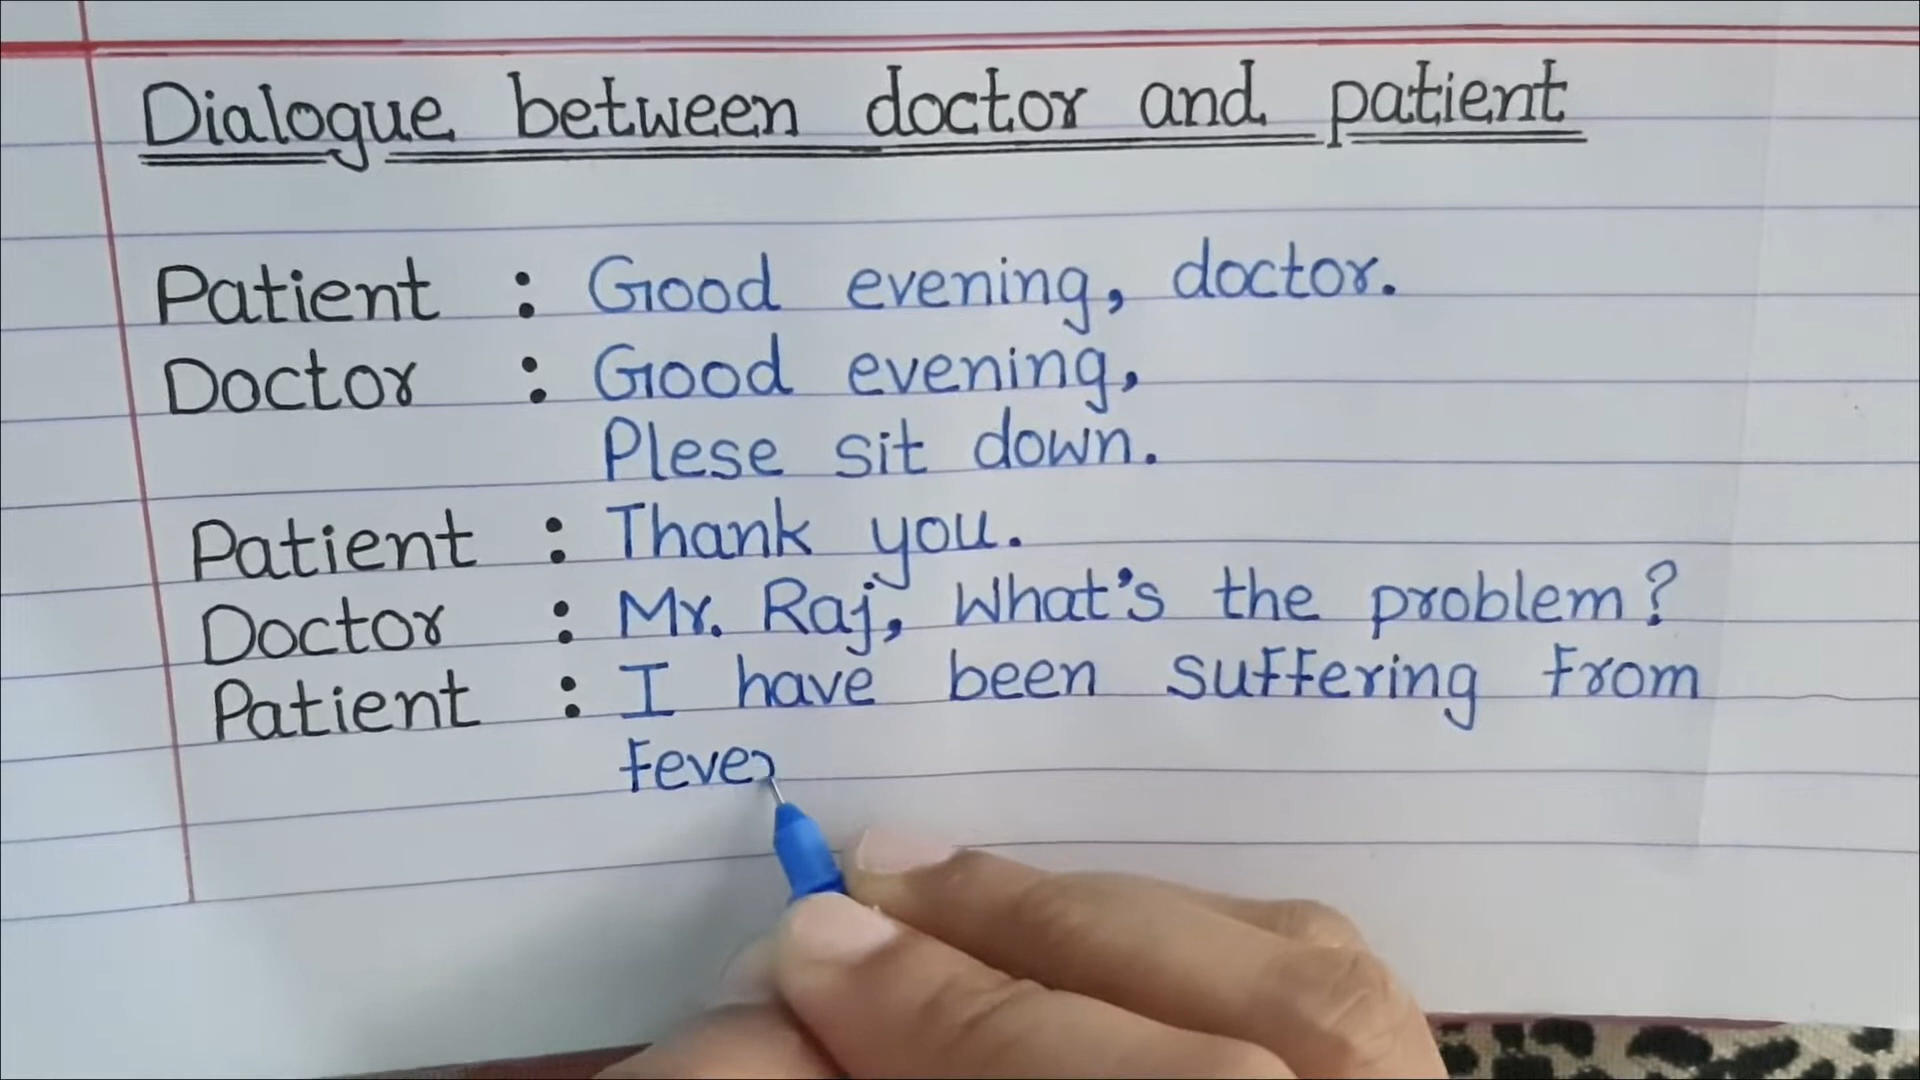 Dialogue between doctor and patient
Patient : Good evening, doctor.
Doctor : Good evening,
Plese sit down.
Patient : Thank you.
Doctor : Mr. Raj, What's the problem?
Patient : I have been suffering from
fever